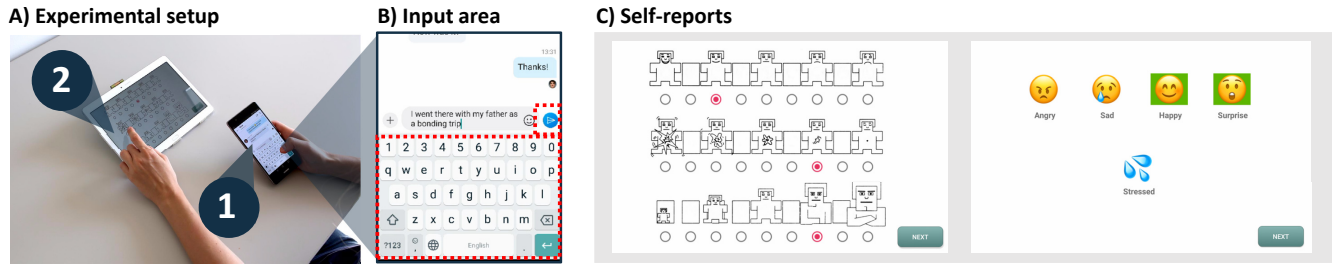 A) Experimental setup
B) Input area
C) Self-reports
2
1
13:31
Thanks!
I went there with my father as
a bonding trip
1 2 3 4 5 6 7 8 9 0
q w e r t y u i o p
a s d f g h j k l
z x c v b n m
?123 , English .
NEXT
Angry Sad Happy Surprise
Stressed
NEXT